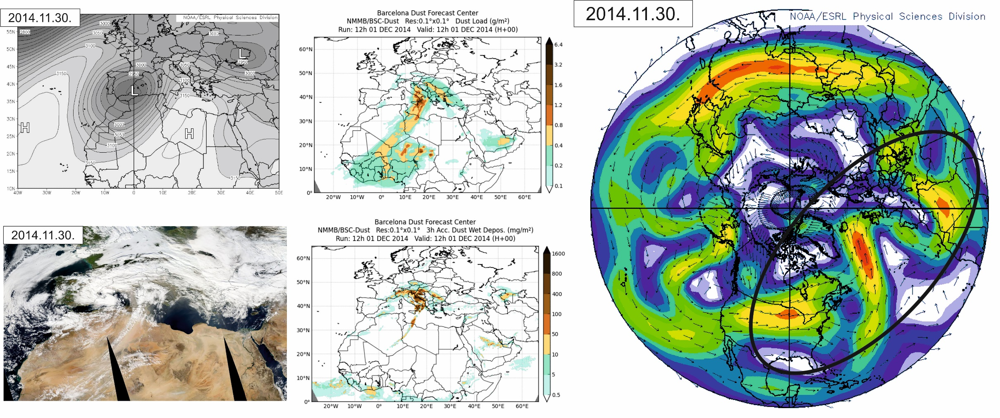 2014.11.30.
NOAA/ESRL Physical Sciences Division
55N
50N
45N
40N
35N
30N
25N
20N
15N
10N
2800
3000
3050
3100
3000
L
2950
3000
3000
3050
2950
3150
3100
L
3150
H
3000
H
3050
3100
3150
3150
40W 30W 20W 10W 0 10E 20E 30E 40E 50E
2014.11.30.
Barcelona Dust Forecast Center
NMMB/BSC-Dust Res:0.1°x0.1° Dust Load (g/m²)
Run: 12h 01 DEC 2014 Valid: 12h 01 DEC 2014 (H+00)
60°N
50°N
40°N
30°N
20°N
10°N
0°
20°W 10°W 0° 10°E 20°E 30°E 40°E 50°E 60°E
6.4
3.2
1.6
1.2
0.8
0.4
0.2
0.1
Barcelona Dust Forecast Center
NMMB/BSC-Dust Res:0.1°x0.1° 3h Acc. Dust Wet Depos. (mg/m²)
Run: 12h 01 DEC 2014 Valid: 12h 01 DEC 2014 (H+00)
60°N
50°N
40°N
30°N
20°N
10°N
0°
20°W 10°W 0° 10°E 20°E 30°E 40°E 50°E 60°E
1600
800
400
100
50
10
5
0.5
2014.11.30.
NOAA/ESRL Physical Sciences Division